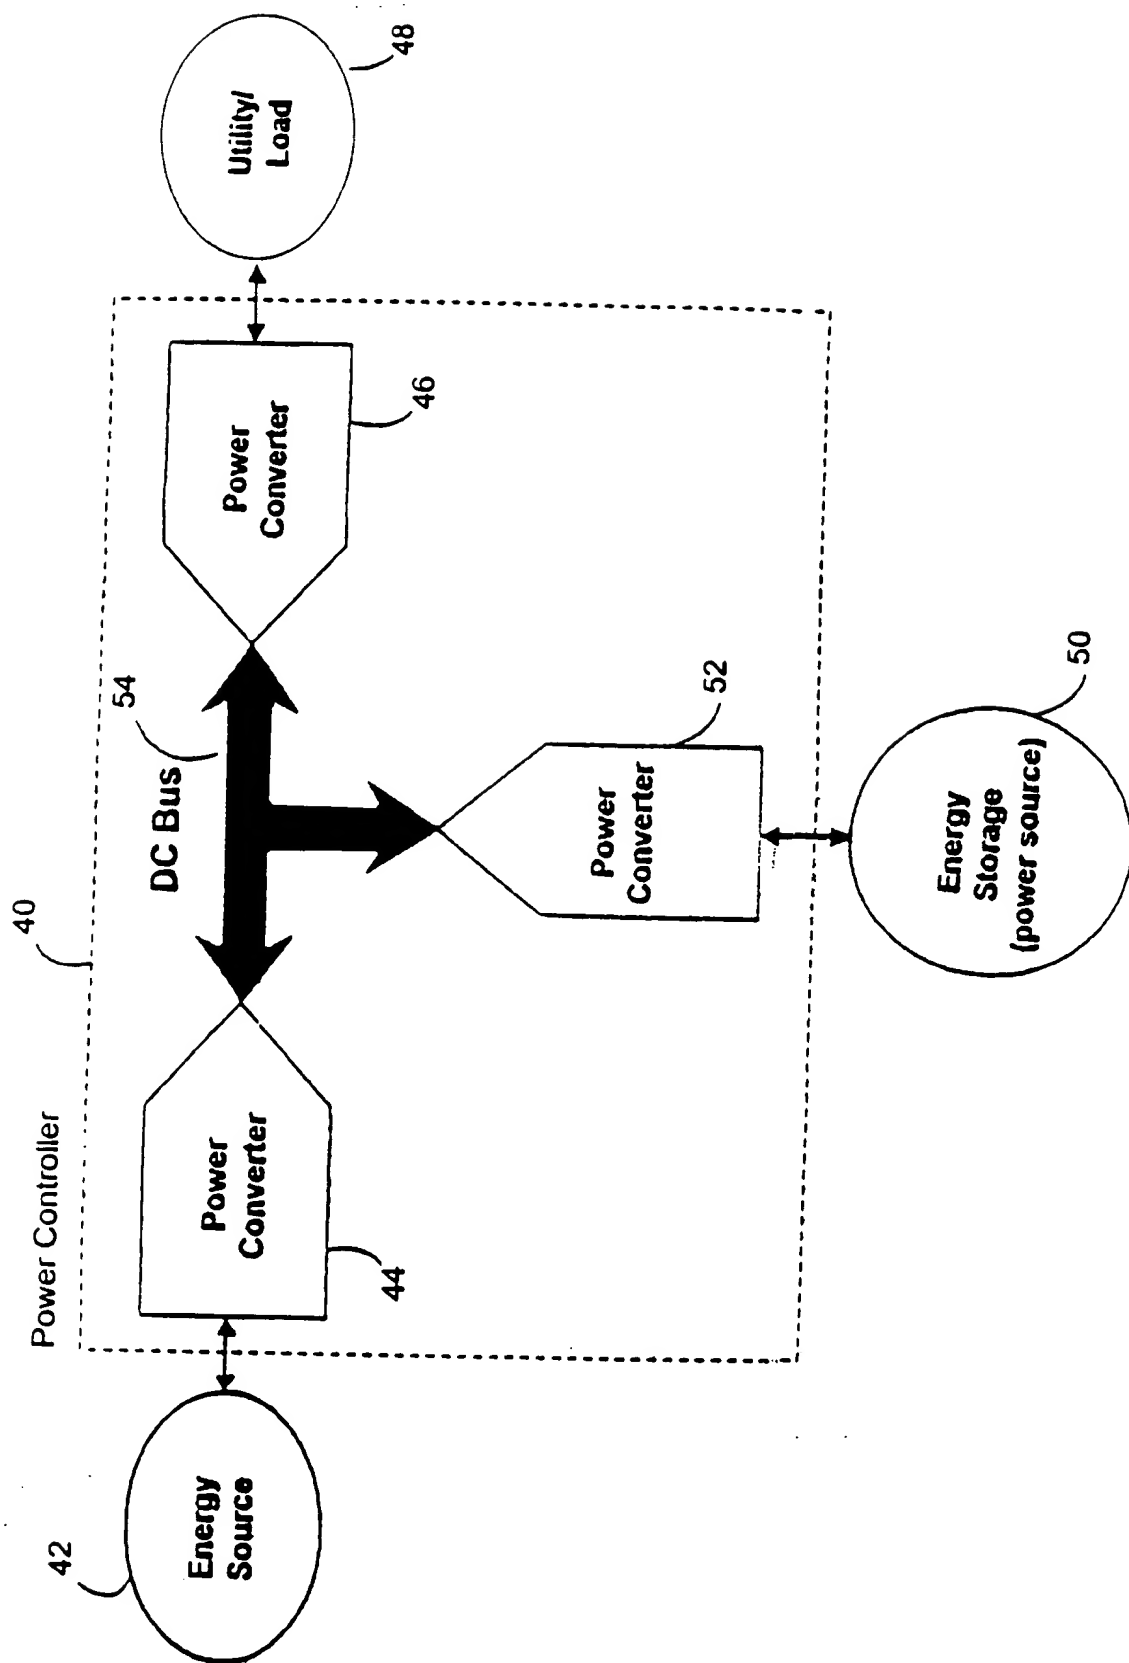 Power Controller
40
42
Energy
Source
Power
Converter
44
DC Bus
54
Power
Converter
46
Utility/
Load
48
Power
Converter
52
Energy
Storage
(power source)
50